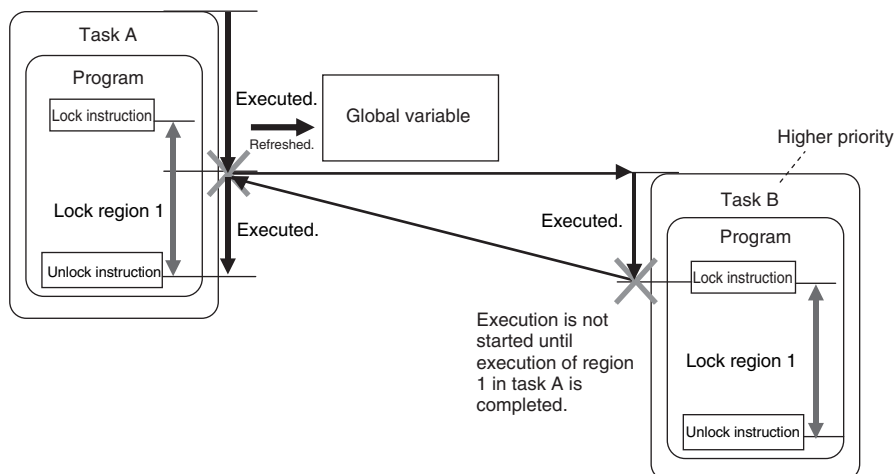 Task A
Program
Lock instruction
Lock region 1
Unlock instruction
Executed.
Refreshed.
Global variable
Executed.
Higher priority
Executed.
Task B
Program
Lock instruction
Lock region 1
Unlock instruction
Execution is not
started until
execution of region
1 in task A is
completed.